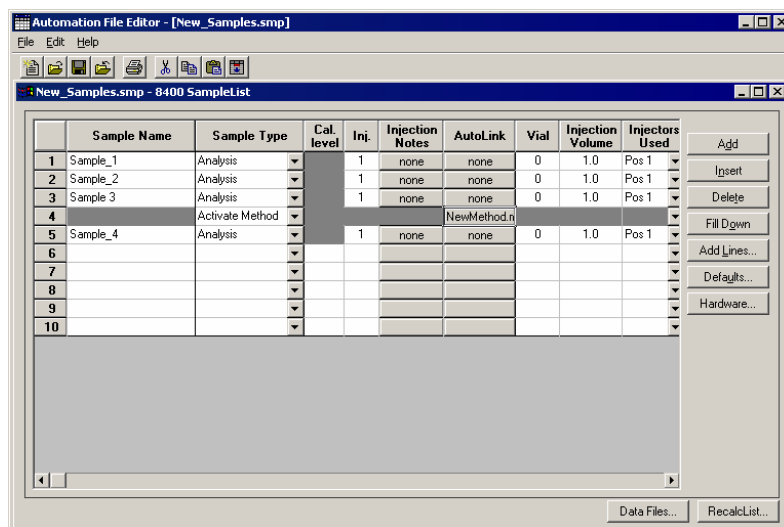 Automation File Editor - [New_Samples.smp]
File Edit Help
New_Samples.smp - 8400 SampleList
Sample Name Sample Type Cal. level Inj. Injection Notes AutoLink Vial Injection Volume Injectors Used
1 Sample_1 Analysis 1 none none 0 1.0 Pos 1
2 Sample_2 Analysis 1 none none 0 1.0 Pos 1
3 Sample 3 Analysis 1 none none 0 1.0 Pos 1
4 Activate Method NewMethod.n
5 Sample_4 Analysis 1 none none 0 1.0 Pos 1
6
7
8
9
10
Add
Insert
Delete
Fill Down
Add Lines...
Defaults...
Hardware...
Data Files... RecalcList...